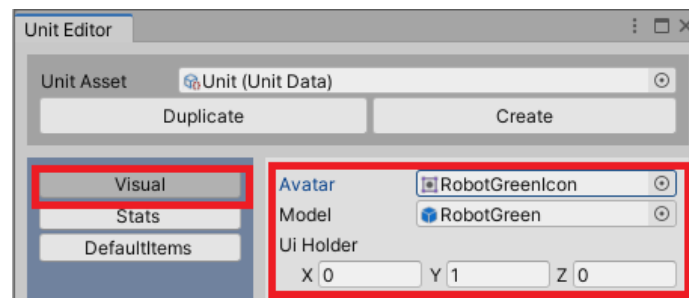 Unit Editor
Unit Asset Unit (Unit Data)
Duplicate Create
Visual
Stats
DefaultItems
Avatar RobotGreenIcon
Model RobotGreen
Ui Holder
X 0 Y 1 Z 0